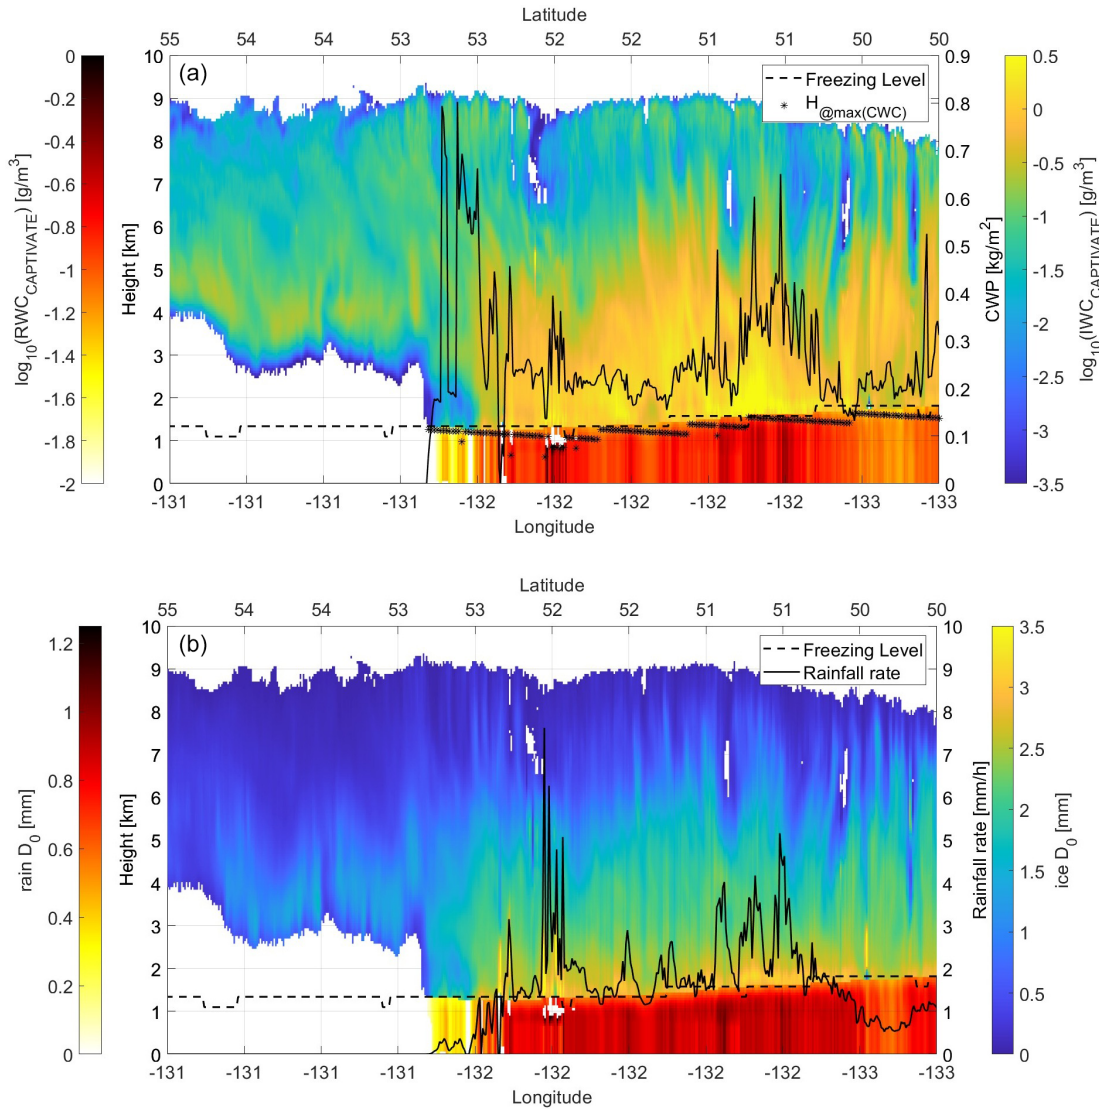 Latitude
55 54 54 53 53 52 52 51 51 50 50
(a)
Freezing Level
H@max(CWC)
0 -0.2 -0.4 -0.6 -0.8 -1 -1.2 -1.4 -1.6 -1.8 -2
log10(RWCCAPTIVATE) [g/m3]
10 9 8 7 6 5 4 3 2 1 0
Height [km]
0.9 0.8 0.7 0.6 0.5 0.4 0.3 0.2 0.1 0
CWP [kg/m2]
0.5 0 -0.5 -1 -1.5 -2 -2.5 -3 -3.5
log10(IWCCAPTIVATE) [g/m3]
-131 -131 -131 -131 -132 -132 -132 -132 -132 -133 -133
Longitude
Latitude
55 54 54 53 53 52 52 51 51 50 50
(b)
Freezing Level
Rainfall rate
1.2 1 0.8 0.6 0.4 0.2 0
rain D0 [mm]
10 9 8 7 6 5 4 3 2 1 0
Height [km]
10 9 8 7 6 5 4 3 2 1 0
Rainfall rate [mm/h]
3.5 3 2.5 2 1.5 1 0.5 0
ice D0 [mm]
-131 -131 -131 -131 -132 -132 -132 -132 -132 -133 -133
Longitude